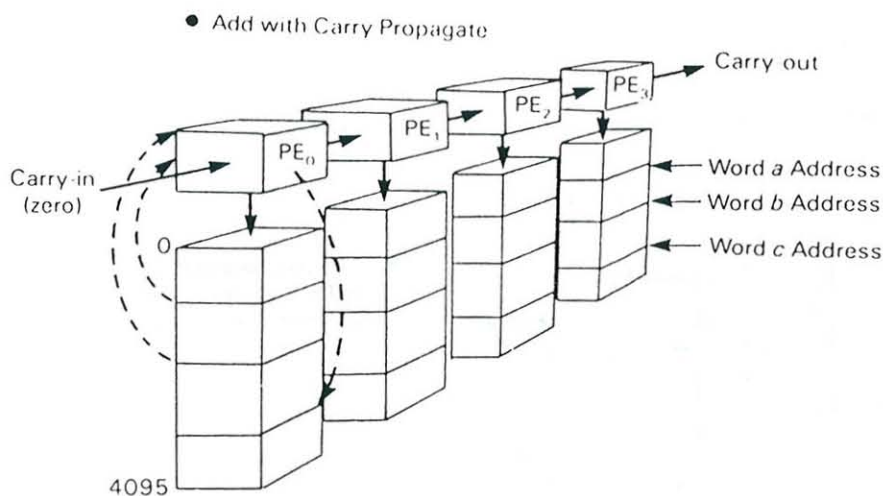 ● Add with Carry Propagate
Carry-out
PE3
PE2
PE1
PE0
Carry-in
(zero)
Word a Address
Word b Address
Word c Address
0
4095